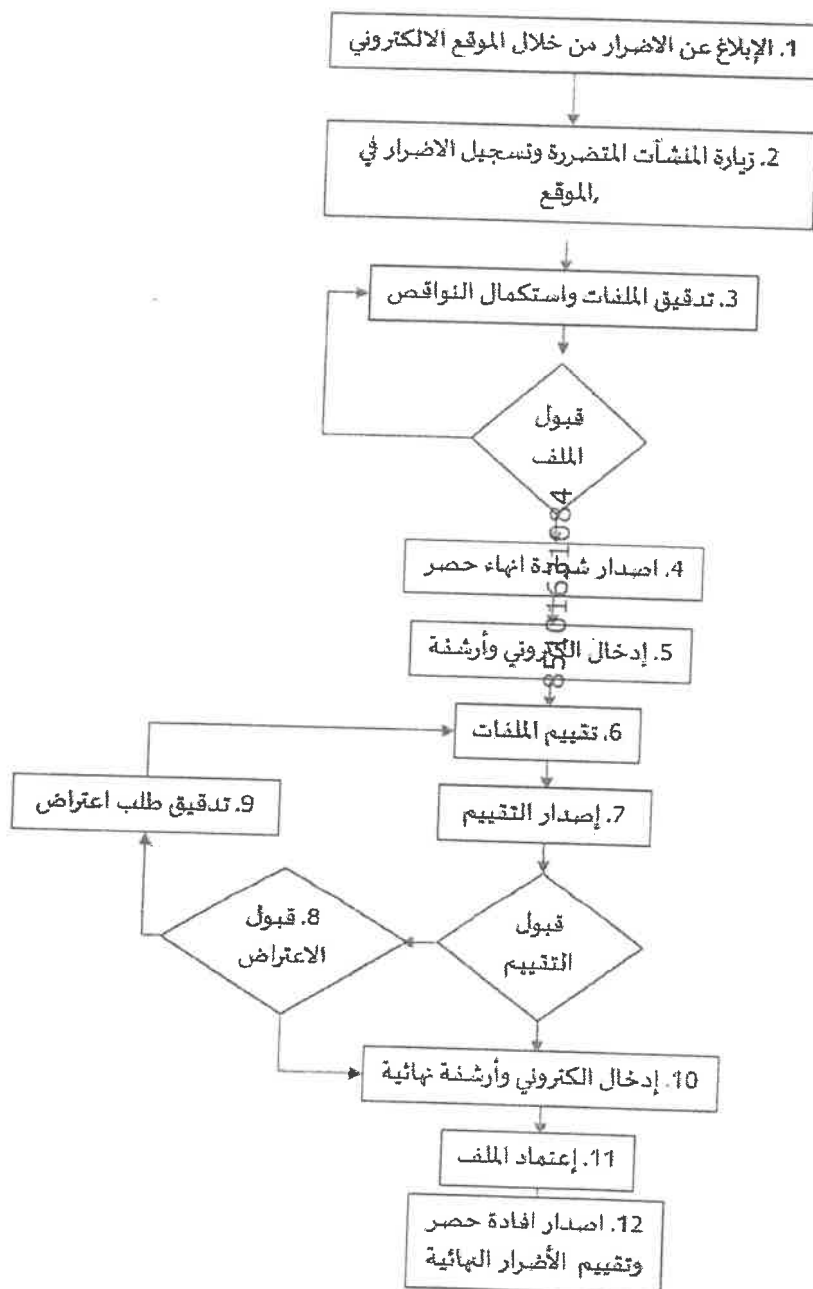 1. الإبلاغ عن الاضرار من خلال الموقع الالكتروني
2. زيارة المنشآت المتضررة وتسجيل الاضرار في
الموقع,
3. تدقيق الملفات واستكمال النواقص
قبول
الملف
4. اصدار شهادة انهاء حصر
5. إدخال الكتروني وأرشفة
6. تقييم الملفات
7. إصدار التقييم
9. تدقيق طلب اعتراض
قبول
التقييم
8. قبول
الاعتراض
10. إدخال الكتروني وأرشفة نهائية
11. إعتماد الملف
12. اصدار افادة حصر
وتقييم الأضرار النهائية